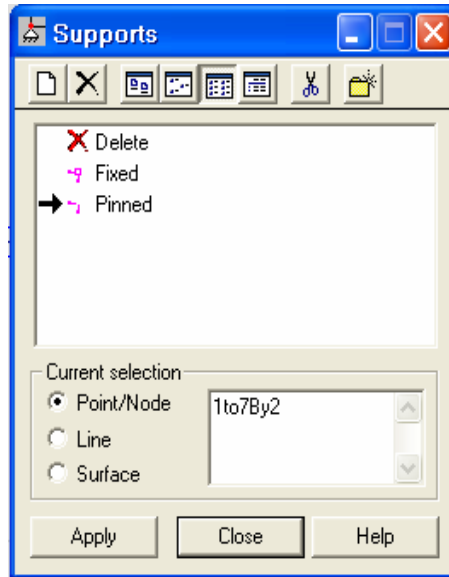 Supports
Delete
Fixed
Pinned
Current selection
Point/Node
1to7By2
Line
Surface
Apply Close Help